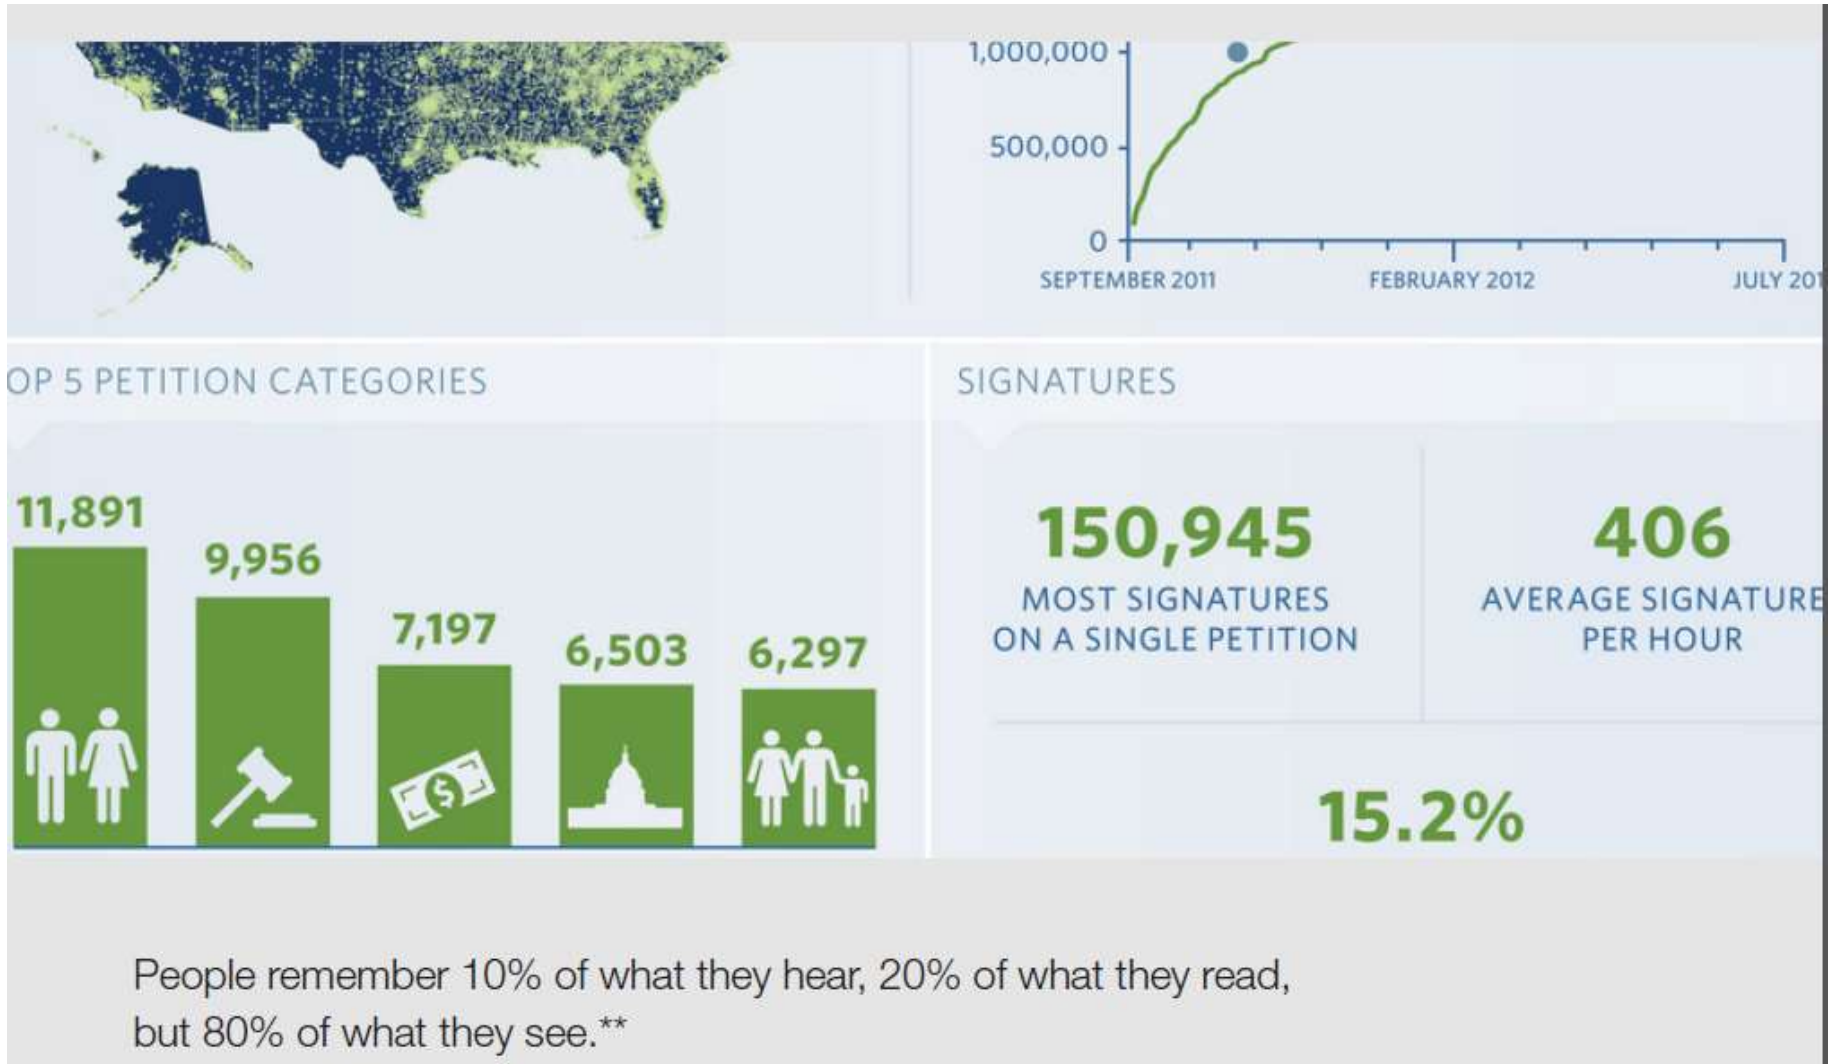 1,000,000
500,000
0
SEPTEMBER 2011 FEBRUARY 2012 JULY 201
OP 5 PETITION CATEGORIES
11,891
9,956
7,197
6,503
6,297
SIGNATURES
150,945
MOST SIGNATURES
ON A SINGLE PETITION
406
AVERAGE SIGNATURE
PER HOUR
15.2%
People remember 10% of what they hear, 20% of what they read,
but 80% of what they see.**